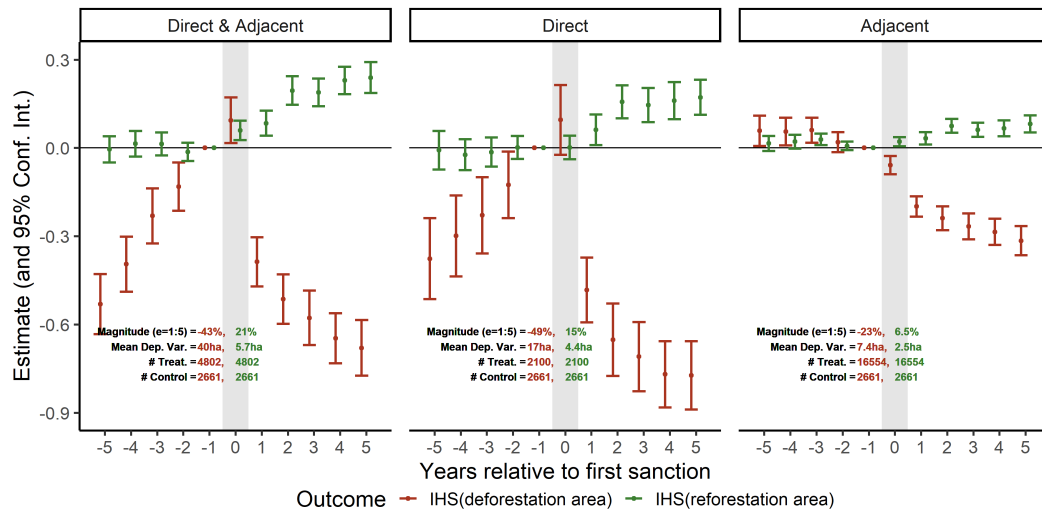 Direct & Adjacent
Direct
Adjacent
Estimate (and 95% Conf. Int.)
0.3
0.0
-0.3
-0.6
-0.9
Magnitude (e=1:5) = -43%, 21%
Mean Dep. Var. = 40ha, 5.7ha
# Treat. = 4802, 4802
# Control = 2661, 2661
Magnitude (e=1:5) = -49%, 15%
Mean Dep. Var. = 17ha, 4.4ha
# Treat. = 2100, 2100
# Control = 2661, 2661
Magnitude (e=1:5) = -23%, 6.5%
Mean Dep. Var. = 7.4ha, 2.5ha
# Treat. = 16554, 16554
# Control = 2661, 2661
-5 -4 -3 -2 -1 0 1 2 3 4 5
-5 -4 -3 -2 -1 0 1 2 3 4 5
-5 -4 -3 -2 -1 0 1 2 3 4 5
Years relative to first sanction
Outcome IHS(deforestation area) IHS(reforestation area)